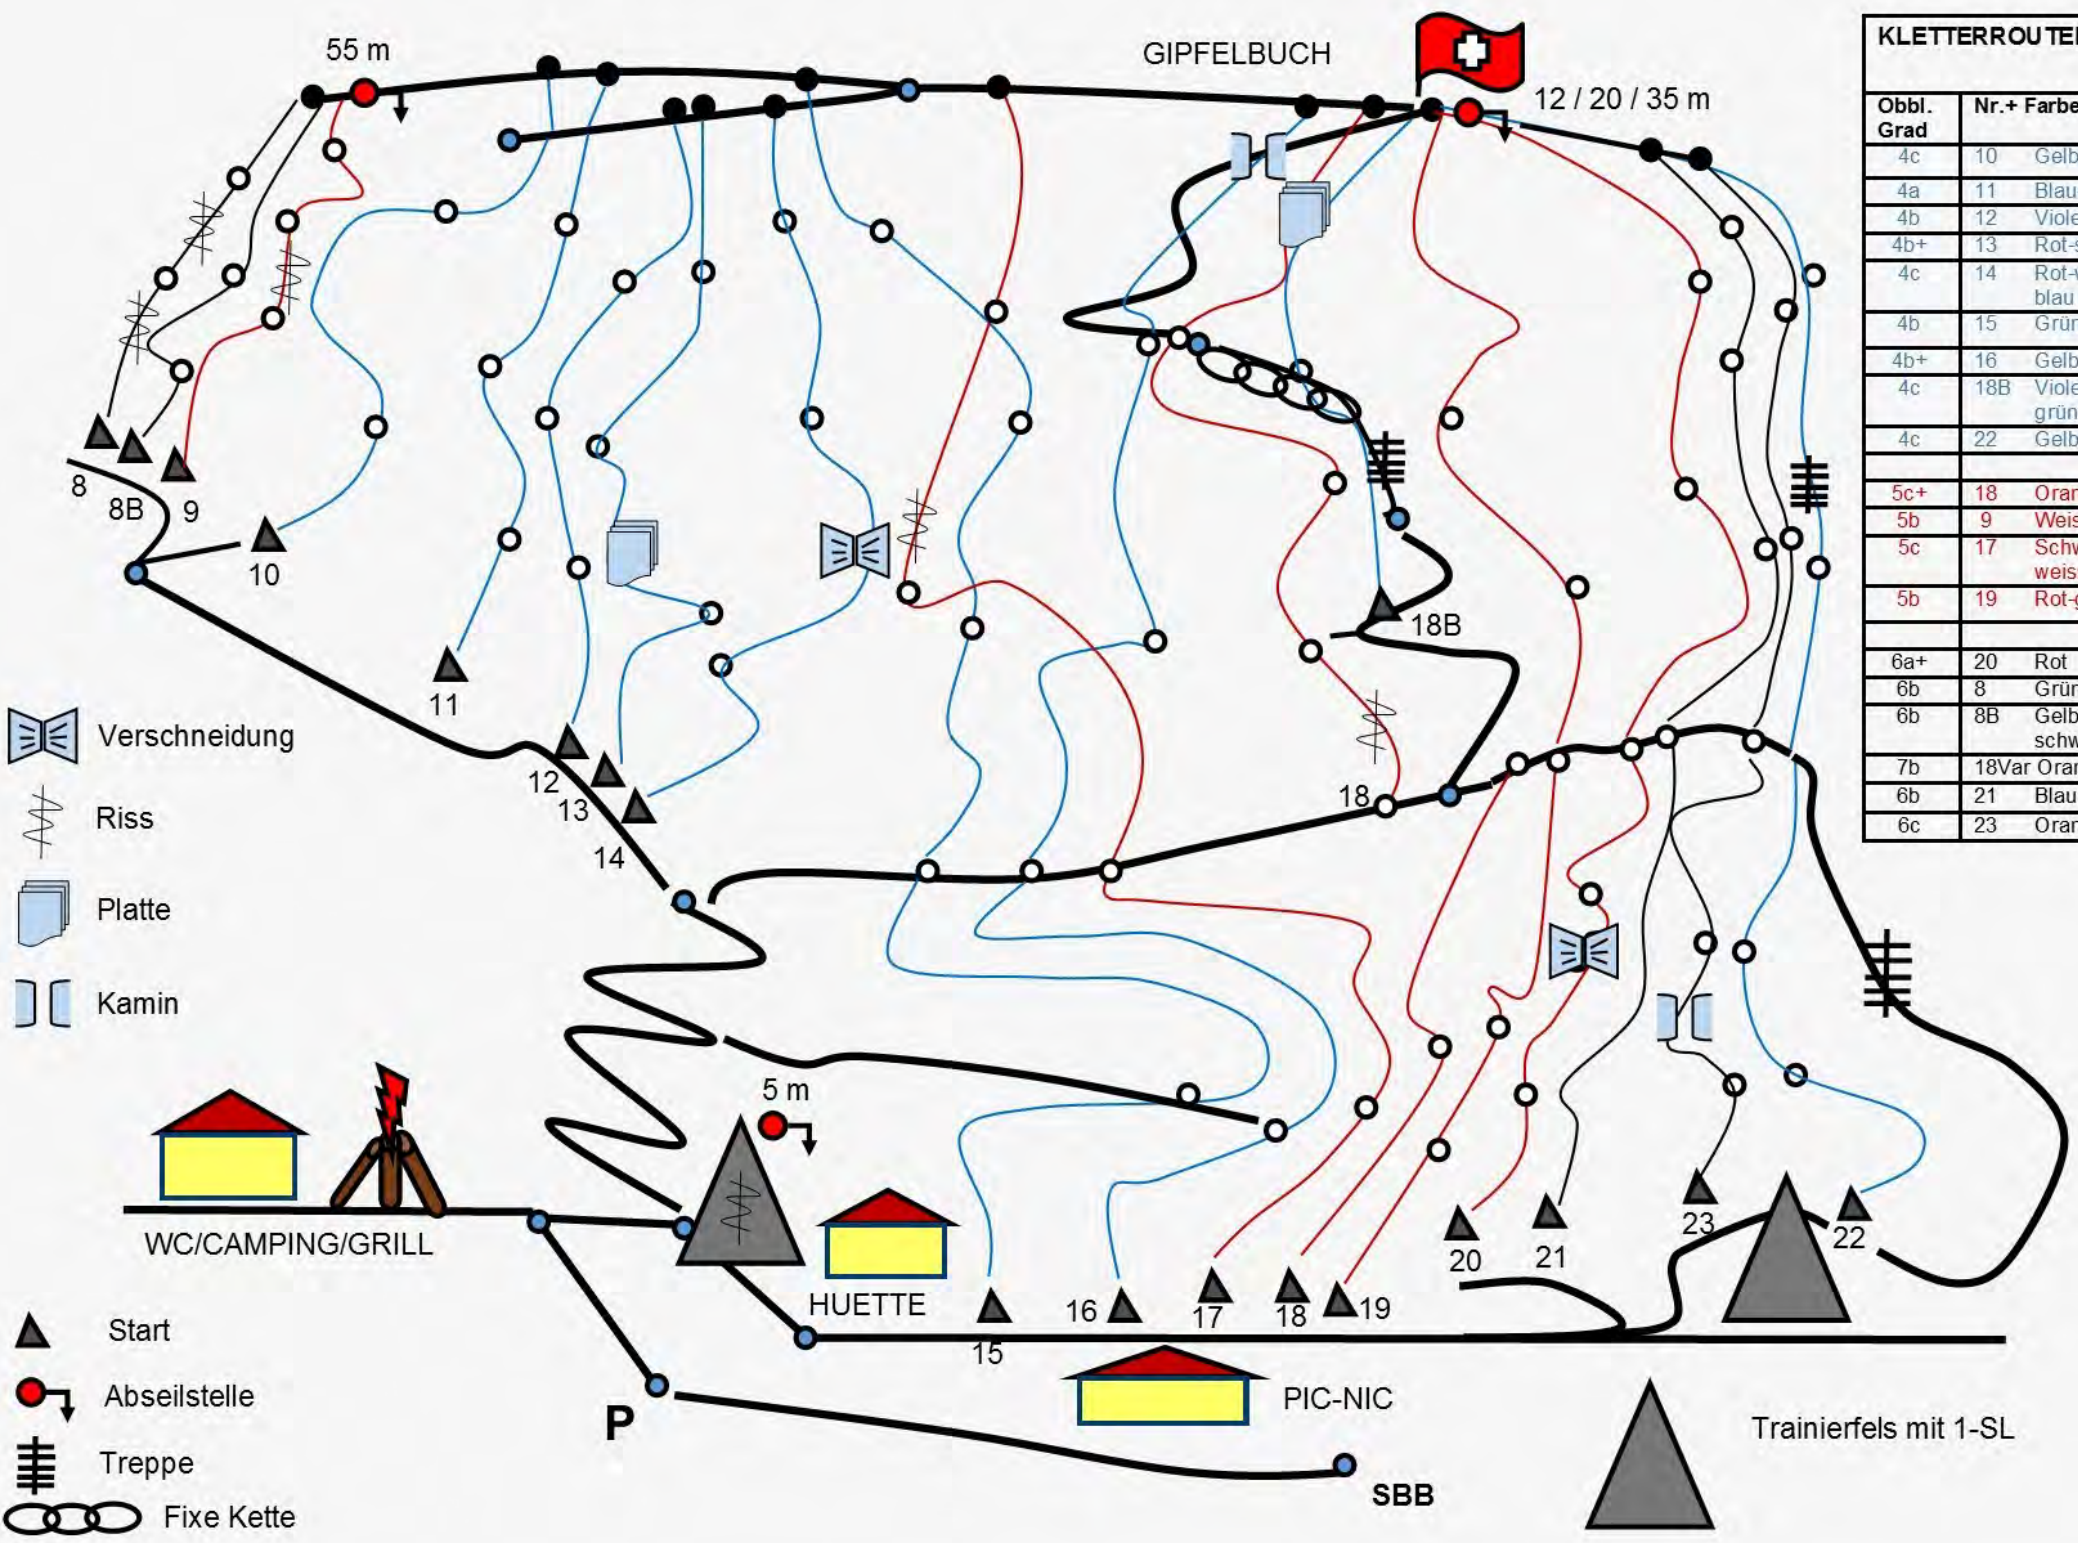 55 m
GIPFELBUCH
12 / 20 / 35 m
KLETTERROUTE
Obbl. Grad
Nr.+ Farbe
4c 10 Gelb
4a 11 Blau
4b 12
4b+ 13
4c 14
blau
4b 15
4b+ 16 Gelb
4c 18B
grün
4c 22 Gelb
5c+ 18
5b 9
5c 17
weiss
5b 19
6a+ 20 Rot
6b 8
6b 8B Gelb
7b 18Var
6b 21 Blau
6c 23
8
8B
9
10
11
12
13
14
18B
18
Verschneidung
Riss
Platte
Kamin
5 m
WC/CAMPING/GRILL
HUETTE
15
16
17
18
19
20
21
23
22
Start
Abseilstelle
Treppe
Fixe Kette
P
PIC-NIC
SBB
Trainierfels mit 1-SL